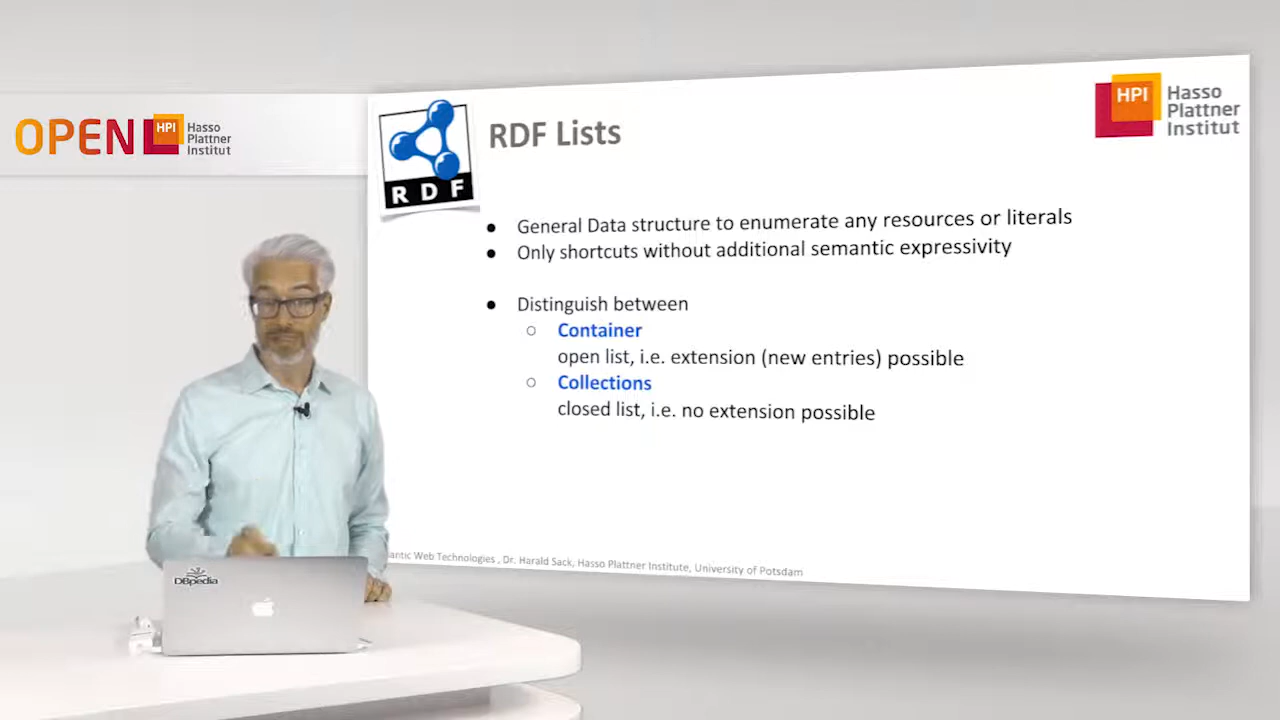 OPEN HPI Hasso
Plattner
Institut
RDF
RDF Lists
HPI Hasso
Plattner
Institut
● General Data structure to enumerate any resources or literals
● Only shortcuts without additional semantic expressivity
● Distinguish between
○ Container
open list, i.e. extension (new entries) possible
○ Collections
closed list, i.e. no extension possible
antic Web Technologies , Dr. Harald Sack, Hasso Plattner Institute, University of Potsdam
DBpedia